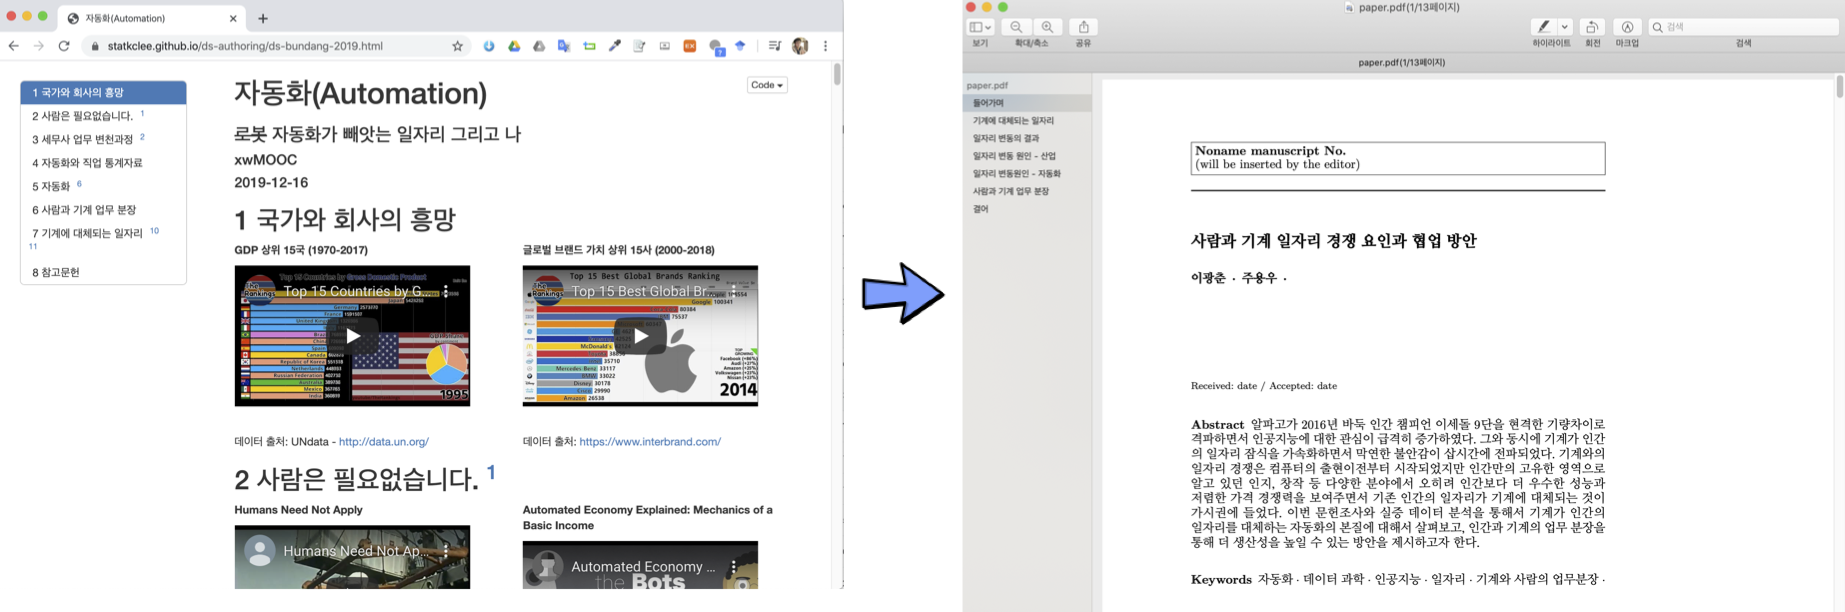 자동화(Automation)
statkclee.github.io/ds-authoring/ds-bundang-2019.html
1 국가와 회사의 흥망
2 사람은 필요없습니다. 1
3 세무사 업무 변천과정 2
4 자동화와 직업 통계자료
5 자동화 6
6 사람과 기계 업무 분장
7 기계에 대체되는 일자리 10
11
8 참고문헌
자동화(Automation)
Code
로봇 자동화가 빼앗는 일자리 그리고 나
xwMOOC
2019-12-16
1 국가와 회사의 흥망
GDP 상위 15국 (1970-2017)
Top 15 Countries by Gross Domestic Product
Top 15 Countries by G...
1995
데이터 출처: UNdata - http://data.un.org/
글로벌 브랜드 가치 상위 15사 (2000-2018)
Top 15 Best Global Brands Ranking
Top 15 Best Global Br...
Google 100341
80384
75537
McDonald's
35710
Mercedes Benz 33117
33022
Disney 30178
29990
Amazon 26538
2014
데이터 출처: https://www.interbrand.com/
2 사람은 필요없습니다. 1
Humans Need Not Apply
Humans Need Not Ap...
Automated Economy Explained: Mechanics of a
Basic Income
Automated Economy ...
the Bots
paper.pdf(1/13페이지)
보기
확대/축소
공유
하이라이트
회전
마크업
검색
검색
paper.pdf(1/13페이지)
paper.pdf
들어가며
기계에 대체되는 일자리
일자리 변동의 결과
일자리 변동 원인 - 산업
일자리 변동원인 - 자동화
사람과 기계 업무 분장
결어
Noname manuscript No.
(will be inserted by the editor)
사람과 기계 일자리 경쟁 요인과 협업 방안
이광춘 · 주용우 ·
Received: date / Accepted: date
Abstract 알파고가 2016년 바둑 인간 챔피언 이세돌 9단을 현격한 기량차이로
격파하면서 인공지능에 대한 관심이 급격히 증가하였다. 그와 동시에 기계가 인간
의 일자리 잠식을 가속화하면서 막연한 불안감이 삽시간에 전파되었다. 기계와의
일자리 경쟁은 컴퓨터의 출현이전부터 시작되었지만 인간만의 고유한 영역으로
알고 있던 인지, 창작 등 다양한 분야에서 오히려 인간보다 더 우수한 성능과
저렴한 가격 경쟁력을 보여주면서 기존 인간의 일자리가 기계에 대체되는 것이
가시권에 들었다. 이번 문헌조사와 실증 데이터 분석을 통해서 기계가 인간의
일자리를 대체하는 자동화의 본질에 대해서 살펴보고, 인간과 기계의 업무 분장을
통해 더 생산성을 높일 수 있는 방안을 제시하고자 한다.
Keywords 자동화 · 데이터 과학 · 인공지능 · 일자리 · 기계와 사람의 업무분장 ·